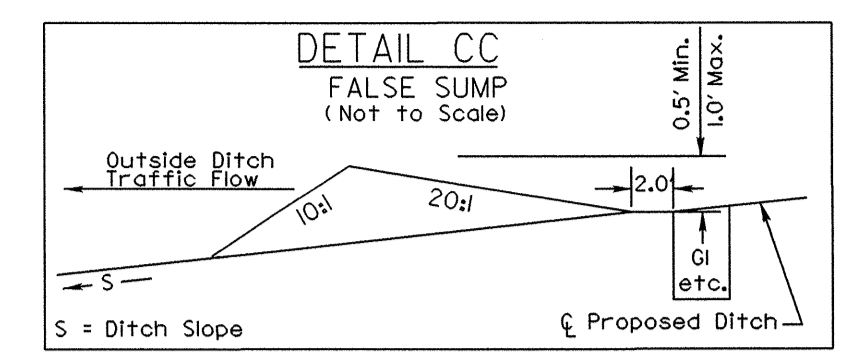 DETAIL CC
FALSE SUMP
(Not to Scale)
0.5' Min.
1.0' Max.
Outside Ditch
Traffic Flow
10:1
20:1
2.0'
GI
etc.
S
S = Ditch Slope
℄ Proposed Ditch